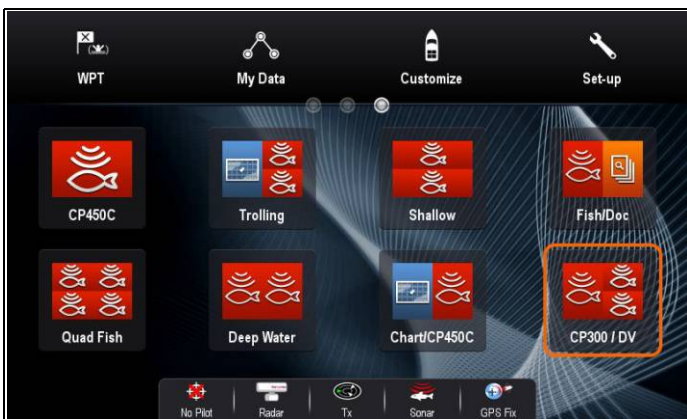 WPT
My Data
Customize
Set-up
CP450C
Trolling
Shallow
Fish/Doc
Quad Fish
Deep Water
Chart/CP450C
CP300 / DV
No Pilot
Radar
Tx
Sonar
GPS Fix